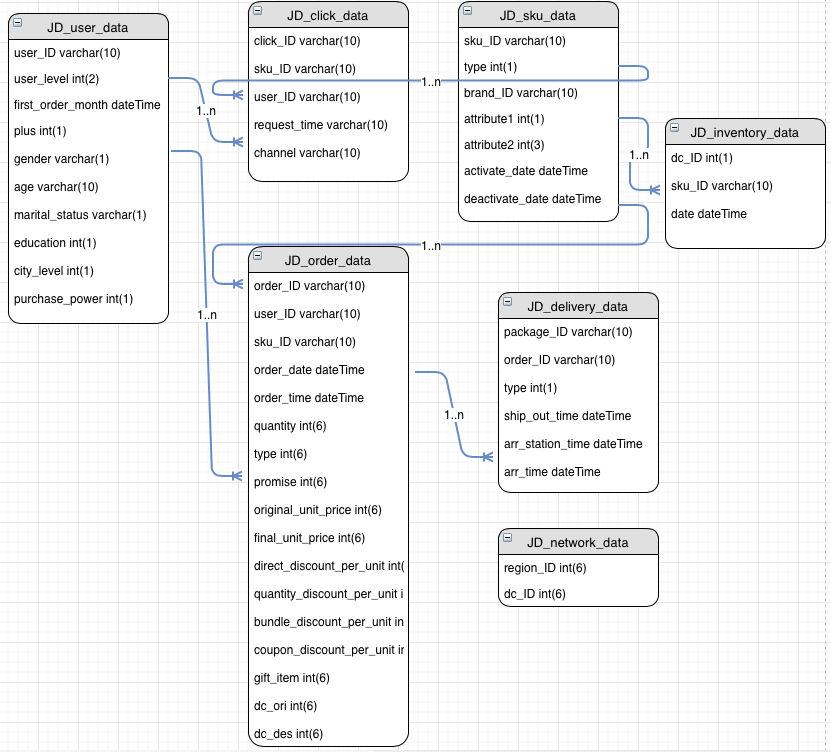 JD_user_data
user_ID varchar(10)
user_level int(2)
first_order_month dateTime
plus int(1)
gender varchar(1)
age varchar(10)
marital_status varchar(1)
education int(1)
city_level int(1)
purchase_power int(1)
JD_click_data
click_ID varchar(10)
sku_ID varchar(10)
user_ID varchar(10)
request_time varchar(10)
channel varchar(10)
JD_sku_data
sku_ID varchar(10)
type int(1)
brand_ID varchar(10)
attribute1 int(1)
attribute2 int(3)
activate_date dateTime
deactivate_date dateTime
JD_inventory_data
dc_ID int(1)
sku_ID varchar(10)
date dateTime
1..n
1..n
1..n
1..n
1..n
1..n
JD_order_data
order_ID varchar(10)
user_ID varchar(10)
sku_ID varchar(10)
order_date dateTime
order_time dateTime
quantity int(6)
type int(6)
promise int(6)
original_unit_price int(6)
final_unit_price int(6)
direct_discount_per_unit int(
quantity_discount_per_unit i
bundle_discount_per_unit in
coupon_discount_per_unit ir
gift_item int(6)
dc_ori int(6)
dc_des int(6)
JD_delivery_data
package_ID varchar(10)
order_ID varchar(10)
type int(1)
ship_out_time dateTime
arr_station_time dateTime
arr_time dateTime
JD_network_data
region_ID int(6)
dc_ID int(6)